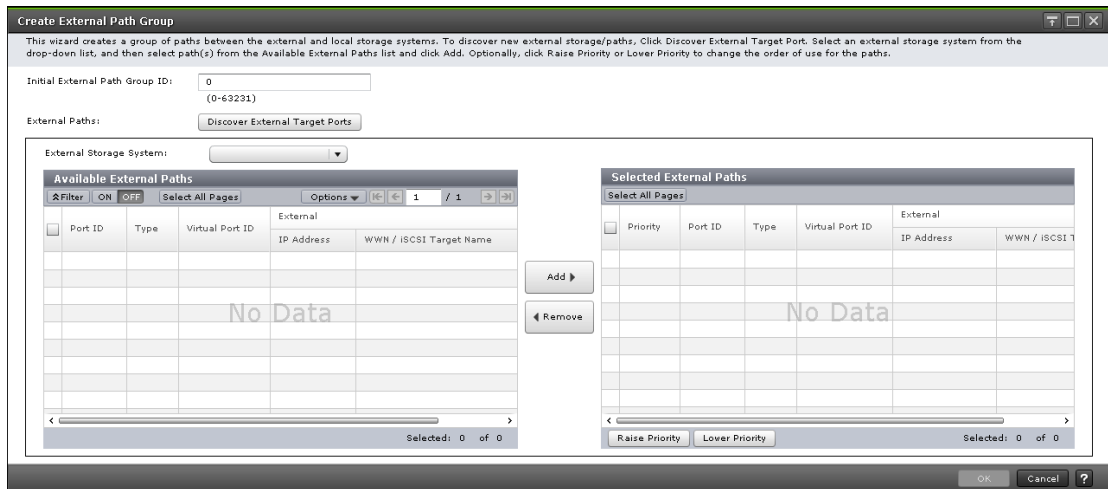 Create External Path Group
This wizard creates a group of paths between the external and local storage systems. To discover new external storage/paths, Click Discover External Target Port. Select an external storage system from the
drop-down list, and then select path(s) from the Available External Paths list and click Add. Optionally, click Raise Priority or Lower Priority to change the order of use for the paths.
Initial External Path Group ID: 0
(0-63231)
External Paths: Discover External Target Ports
External Storage System:
Available External Paths
Filter ON OFF Select All Pages Options 1 / 1
Port ID Type Virtual Port ID External
IP Address WWN / iSCSI Target Name
No Data
Selected: 0 of 0
Add
Remove
Selected External Paths
Select All Pages
Priority Port ID Type Virtual Port ID External
IP Address WWN / iSCSI T
No Data
Raise Priority Lower Priority Selected: 0 of 0
OK Cancel ?